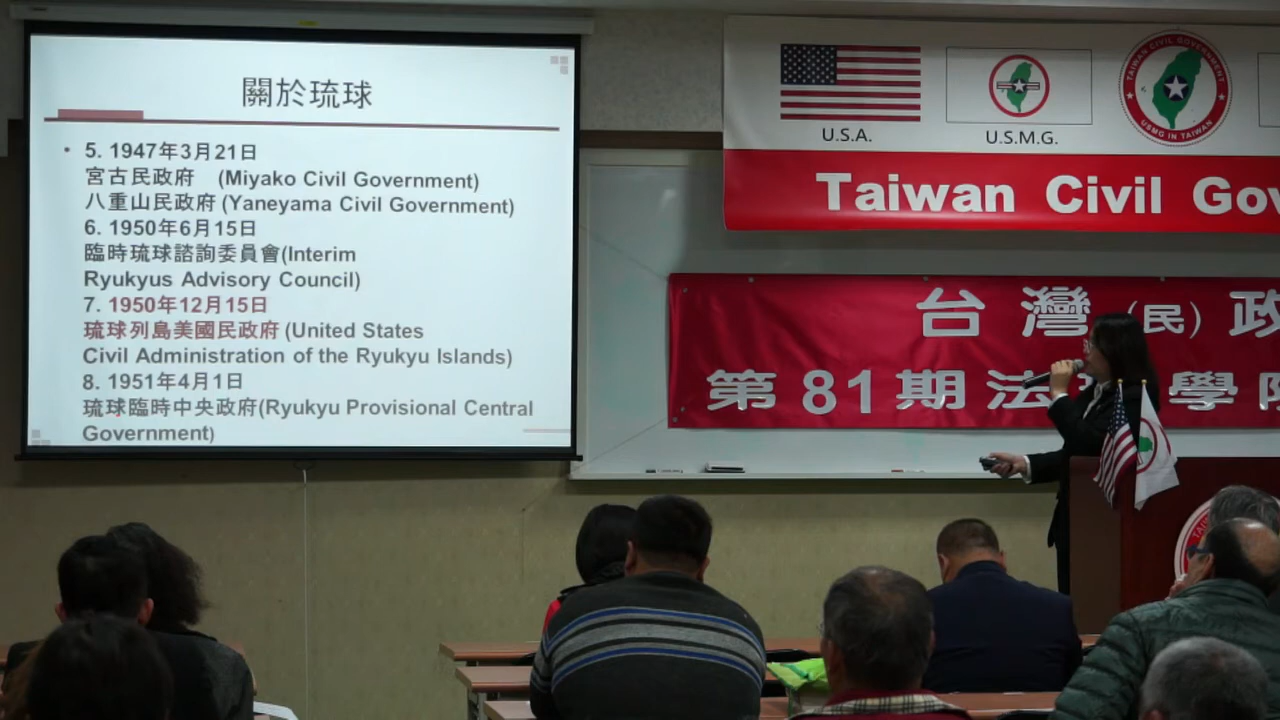 關於琉球
• 5. 1947年3月21日
宮古民政府 (Miyako Civil Government)
八重山民政府 (Yaneyama Civil Government)
6. 1950年6月15日
臨時琉球諮詢委員會(Interim
Ryukyus Advisory Council)
7. 1950年12月15日
琉球列島美國民政府 (United States
Civil Administration of the Ryukyu Islands)
8. 1951年4月1日
琉球臨時中央政府(Ryukyu Provisional Central
Government)
U.S.A.
U.S.M.G.
TAIWAN CIVIL GOVERNMENT
USMG IN TAIWAN
Taiwan Civil Gov
台灣(民)政
第81期法 學